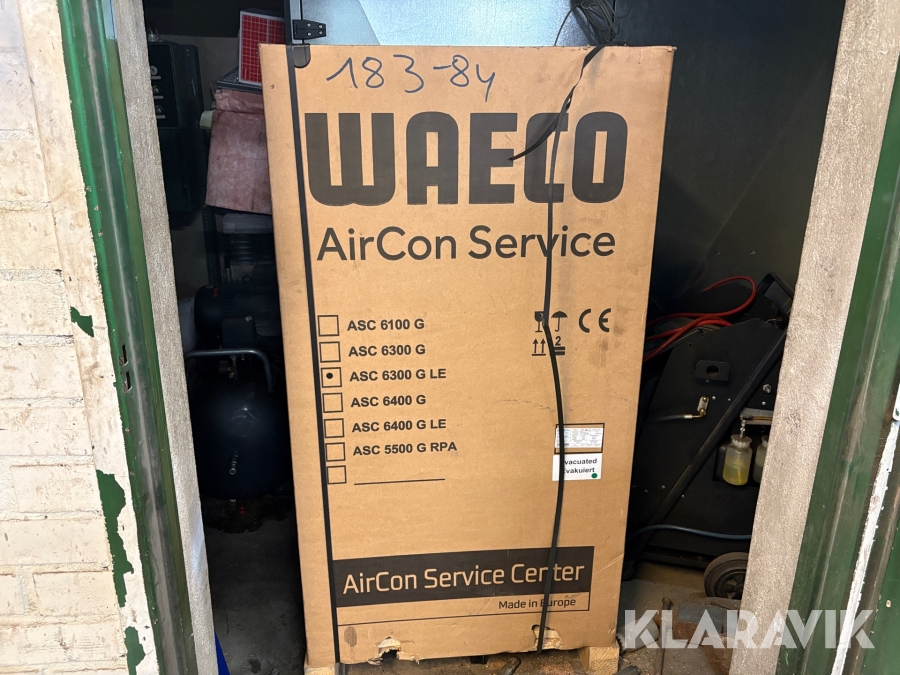 183-84
WAECO
AirCon Service
ASC 6100 G
ASC 6300 G
ASC 6300 G LE
ASC 6400 G
ASC 6400 G LE
ASC 5500 G RPA
CE
2
Evacuated
Evakuiert
AirCon Service Center
Made in Europe
KLARAVIK